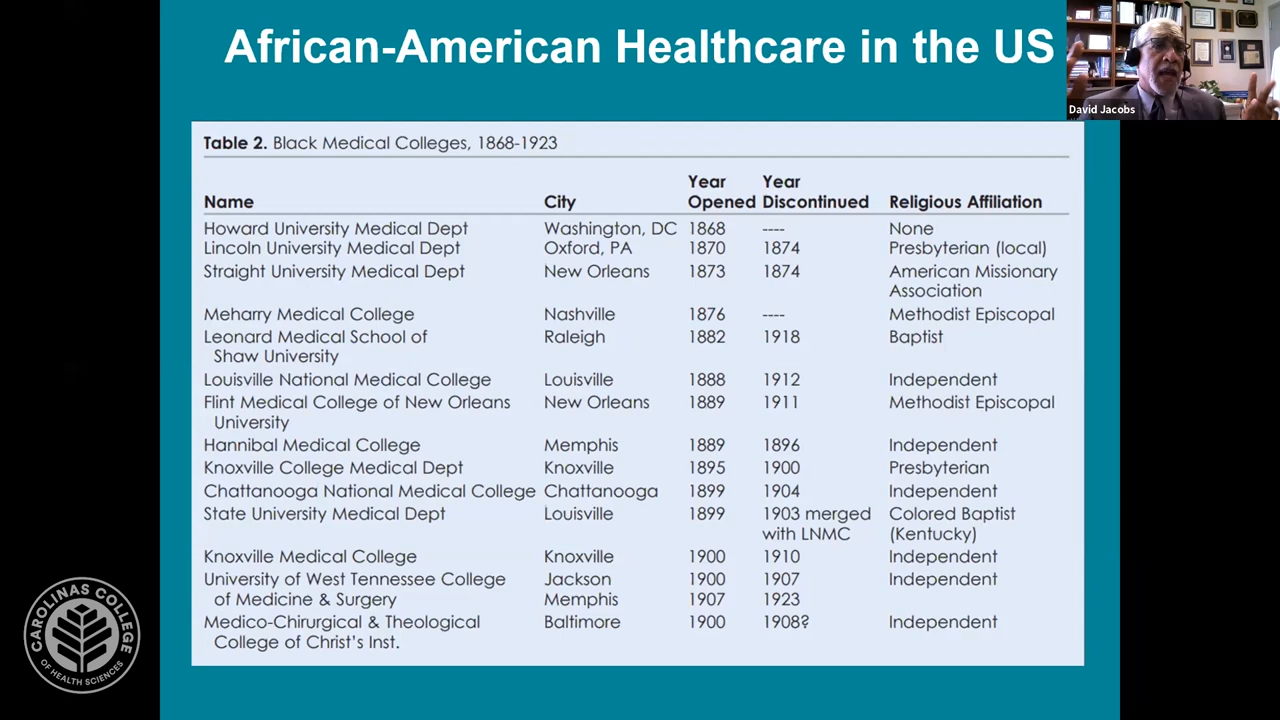 African-American Healthcare in the US
David Jacobs
Table 2. Black Medical Colleges, 1868-1923
Name City Year Opened Year Discontinued Religious Affiliation
Howard University Medical Dept Washington, DC 1868 ---- None
Lincoln University Medical Dept Oxford, PA 1870 1874 Presbyterian (local)
Straight University Medical Dept New Orleans 1873 1874 American Missionary
Association
Meharry Medical College Nashville 1876 ---- Methodist Episcopal
Leonard Medical School of Raleigh 1882 1918 Baptist
Shaw University
Louisville National Medical College Louisville 1888 1912 Independent
Flint Medical College of New Orleans New Orleans 1889 1911 Methodist Episcopal
University
Hannibal Medical College Memphis 1889 1896 Independent
Knoxville College Medical Dept Knoxville 1895 1900 Presbyterian
Chattanooga National Medical College Chattanooga 1899 1904 Independent
State University Medical Dept Louisville 1899 1903 merged Colored Baptist
with LNMC (Kentucky)
Knoxville Medical College Knoxville 1900 1910 Independent
University of West Tennessee College Jackson 1900 1907 Independent
of Medicine & Surgery Memphis 1907 1923
Medico-Chirurgical & Theological Baltimore 1900 1908? Independent
College of Christ's Inst.
CAROLINAS COLLEGE
OF HEALTH SCIENCES